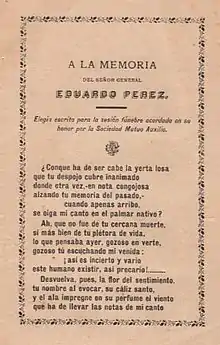 A LA MEMORIA
DEL SEÑOR GENERAL
EDUARDO PEREZ.
Elegía escrita para la sesión fúnebre acordada en su
honor por la Sociedad Mutuo Auxilio.
¿Conque ha de ser cabe la yerta losa
que tu despojo cubre inanimado
donde otra vez,-en nota congojosa
alzando tu memoria del pasado,-
cuando apenas arribo,
se oiga mi canto en el palmar nativo?
Ah, que no fue de tu cercana muerte,
si más bien de tu plétora de vida,
lo que pensaba ayer, gozoso en verte,
gozoso tú escuchando mi venida:
¡así es incierto y vario
este humano existir, así precario!
Desvuelva, pues, la flor del sentimiento,
tu nombre al evocar, su cáliz santo,
y el ala impregne en su perfume el viento
que ha de llevar las notas de mi canto